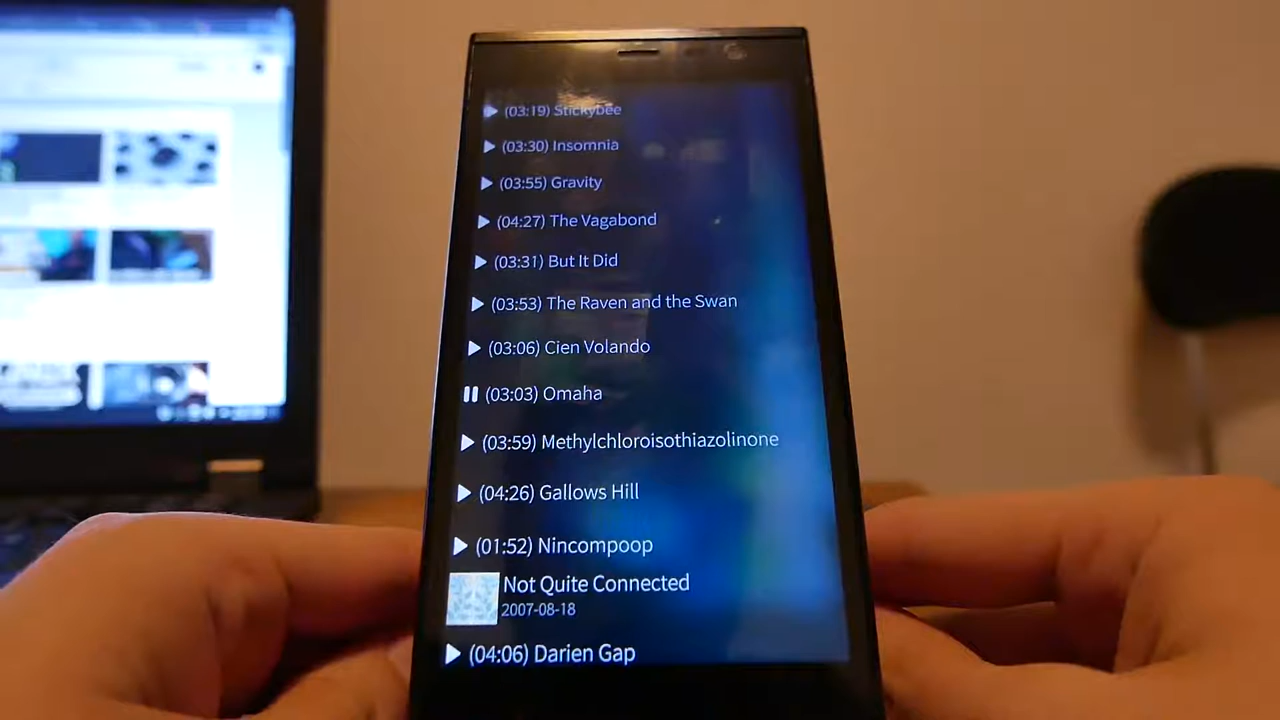 (03:19) Stickybee
(03:30) Insomnia
(03:55) Gravity
(04:27) The Vagabond
(03:31) But It Did
(03:53) The Raven and the Swan
(03:06) Cien Volando
(03:03) Omaha
(03:59) Methylchloroisothiazolinone
(04:26) Gallows Hill
(01:52) Nincompoop
Not Quite Connected
2007-08-18
(04:06) Darien Gap